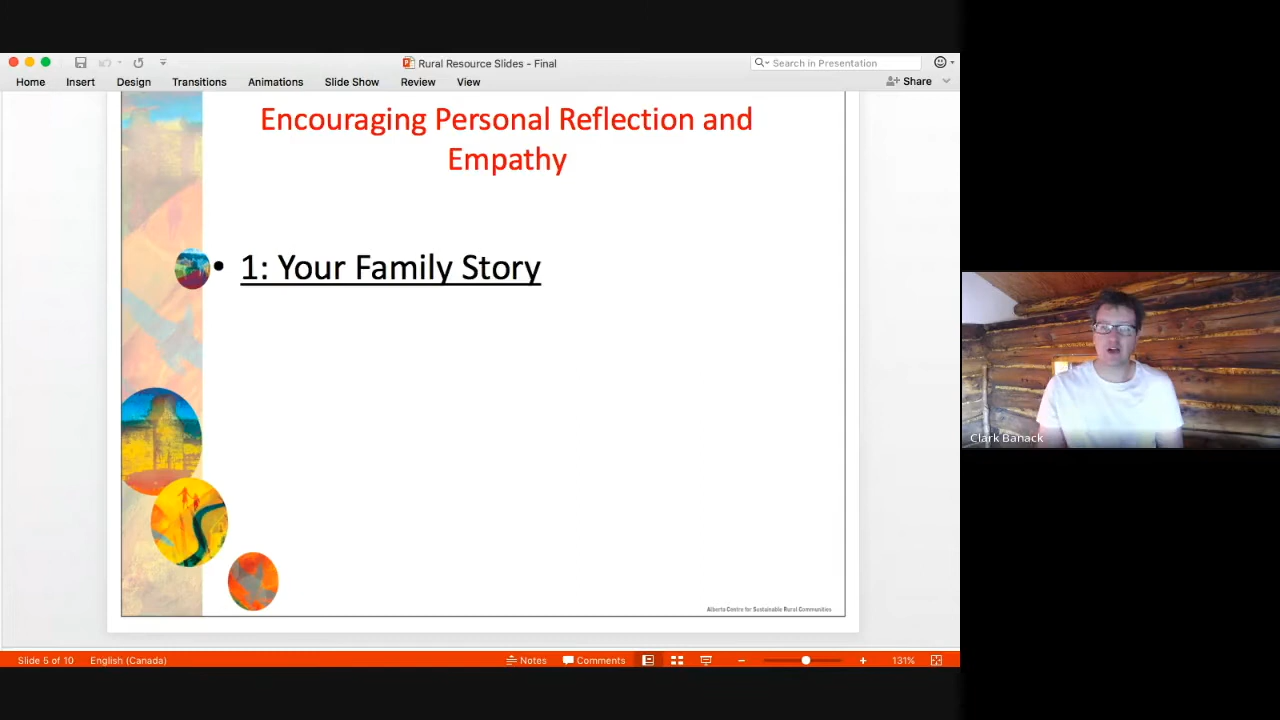 Rural Resource Slides - Final
Search in Presentation
Home Insert Design Transitions Animations Slide Show Review View
Share
Encouraging Personal Reflection and
Empathy
• 1: Your Family Story
Clark Banack
Alberta Centre for Sustainable Rural Communities
Slide 5 of 10 English (Canada) Notes Comments 131%